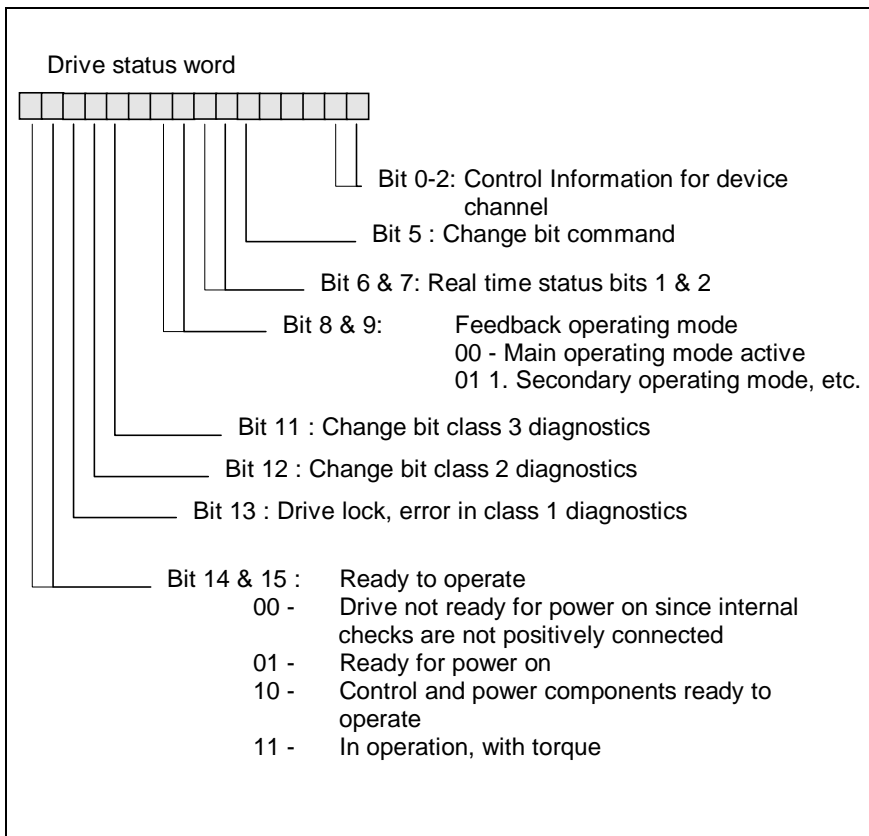 Drive status word
Bit 0-2: Control Information for device
channel
Bit 5 : Change bit command
Bit 6 & 7: Real time status bits 1 & 2
Bit 8 & 9: Feedback operating mode
00 - Main operating mode active
01 1. Secondary operating mode, etc.
Bit 11 : Change bit class 3 diagnostics
Bit 12 : Change bit class 2 diagnostics
Bit 13 : Drive lock, error in class 1 diagnostics
Bit 14 & 15 : Ready to operate
00 - Drive not ready for power on since internal
checks are not positively connected
01 - Ready for power on
10 - Control and power components ready to
operate
11 - In operation, with torque